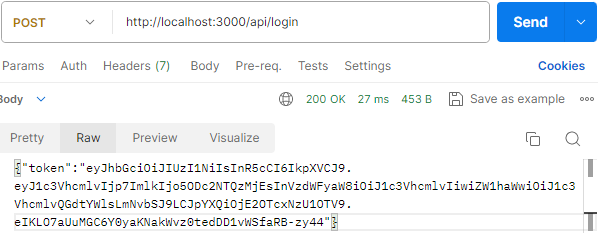 POST
http://localhost:3000/api/login
Send
Params Auth Headers (7) Body Pre-req. Tests Settings Cookies
Body 200 OK 27 ms 453 B Save as example
Pretty Raw Preview Visualize
{"token":"eyJhbGciOiJIUzI1NiIsInR5cCI6IkpXVCJ9.
eyJ1c3VhcmlvIjp7ImlkIjo5ODc2NTQzMjEsInVzdWFyaW8iOiJ1c3VhcmlvIiwiZW1haWwiOiJ1c3
VhcmlvQGdtYWlsLmNvbSJ9LCJpYXQiOjE2OTcxNzU1OTV9.
eIKLO7aUuMGC6Y0yaKNakWvz0tedDD1vWSfaRB-zy44"}